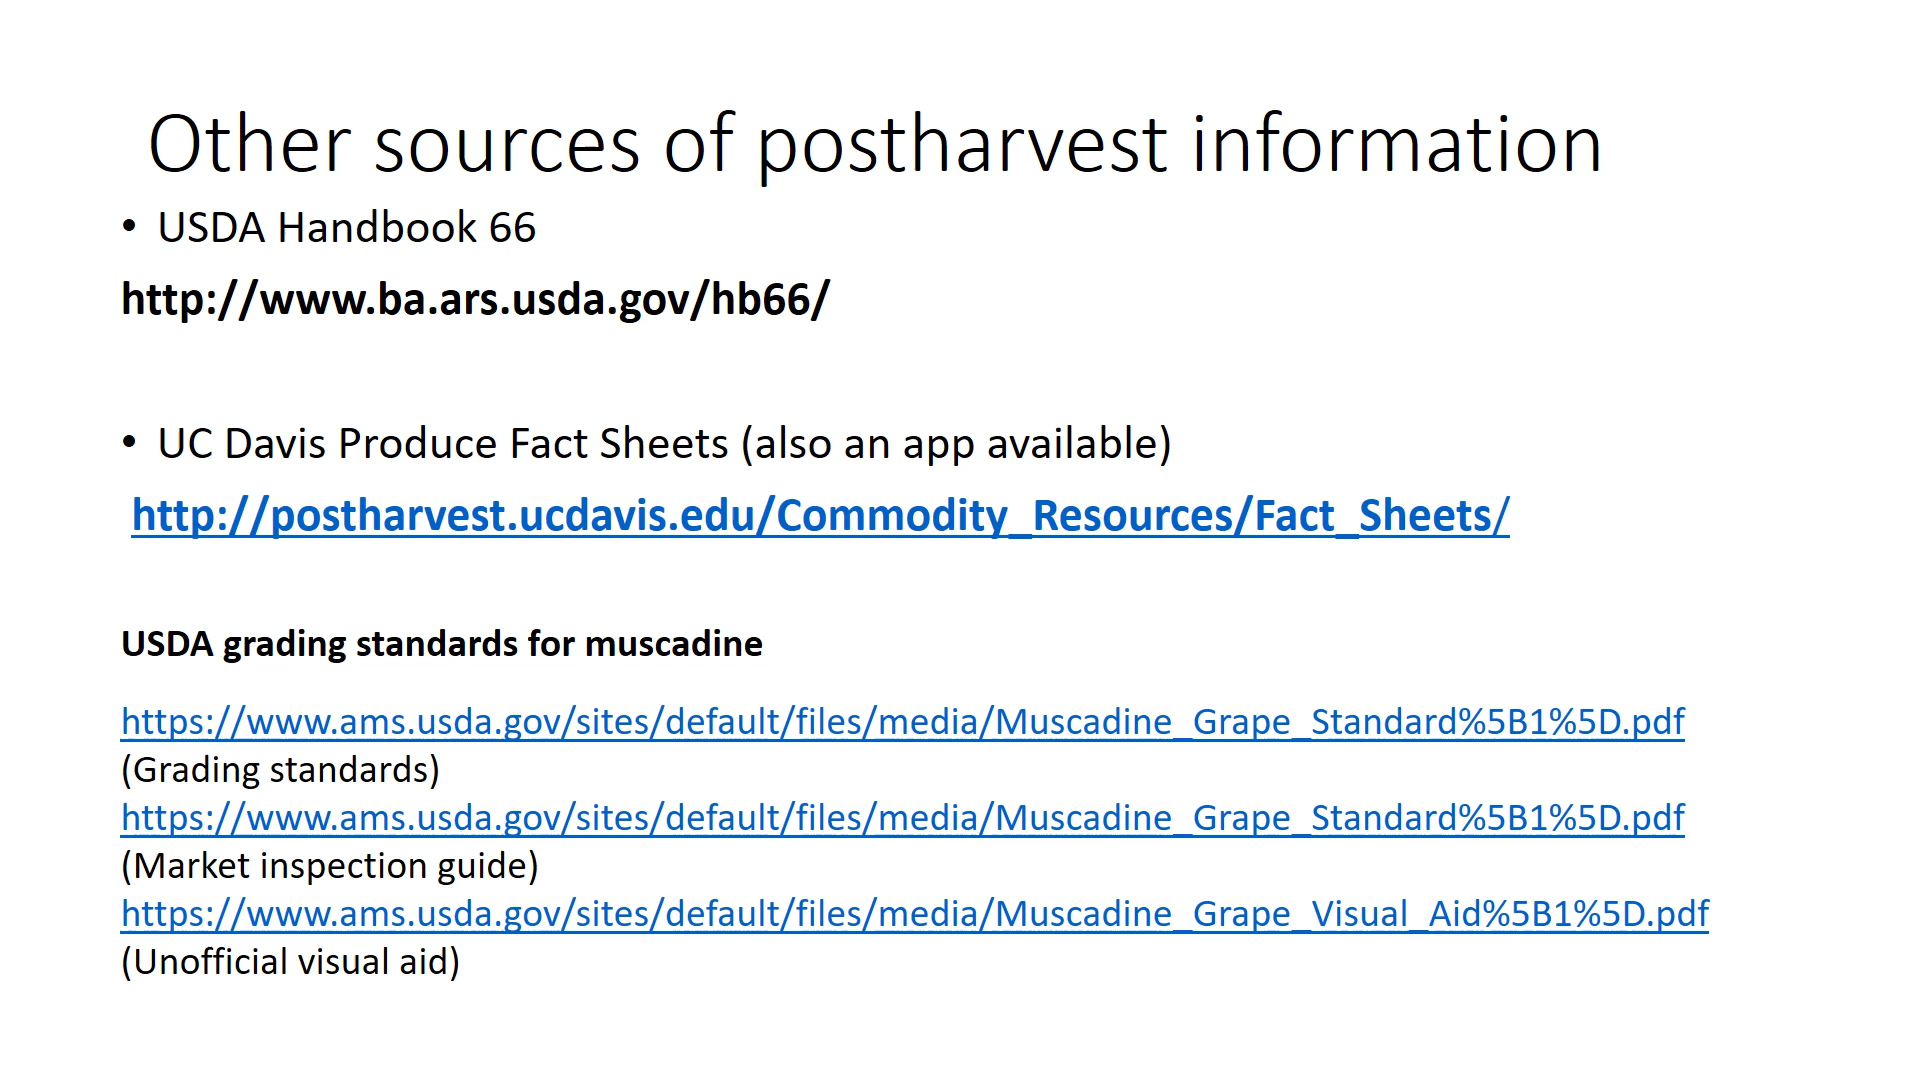 Other sources of postharvest information
• USDA Handbook 66
http://www.ba.ars.usda.gov/hb66/
• UC Davis Produce Fact Sheets (also an app available)
http://postharvest.ucdavis.edu/Commodity_Resources/Fact_Sheets/
USDA grading standards for muscadine
https://www.ams.usda.gov/sites/default/files/media/Muscadine_Grape_Standard%5B1%5D.pdf
(Grading standards)
https://www.ams.usda.gov/sites/default/files/media/Muscadine_Grape_Standard%5B1%5D.pdf
(Market inspection guide)
https://www.ams.usda.gov/sites/default/files/media/Muscadine_Grape_Visual_Aid%5B1%5D.pdf
(Unofficial visual aid)